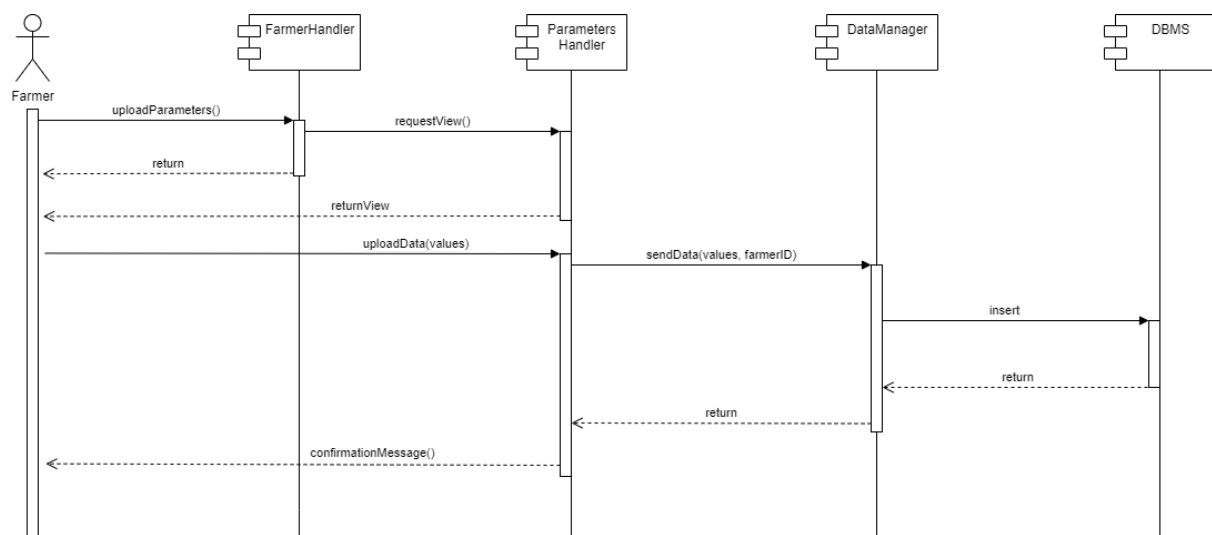 FarmerHandler
Parameters
Handler
DataManager
DBMS
Farmer
uploadParameters()
requestView()
return
returnView
uploadData(values)
sendData(values, farmerID)
insert
return
return
confirmationMessage()